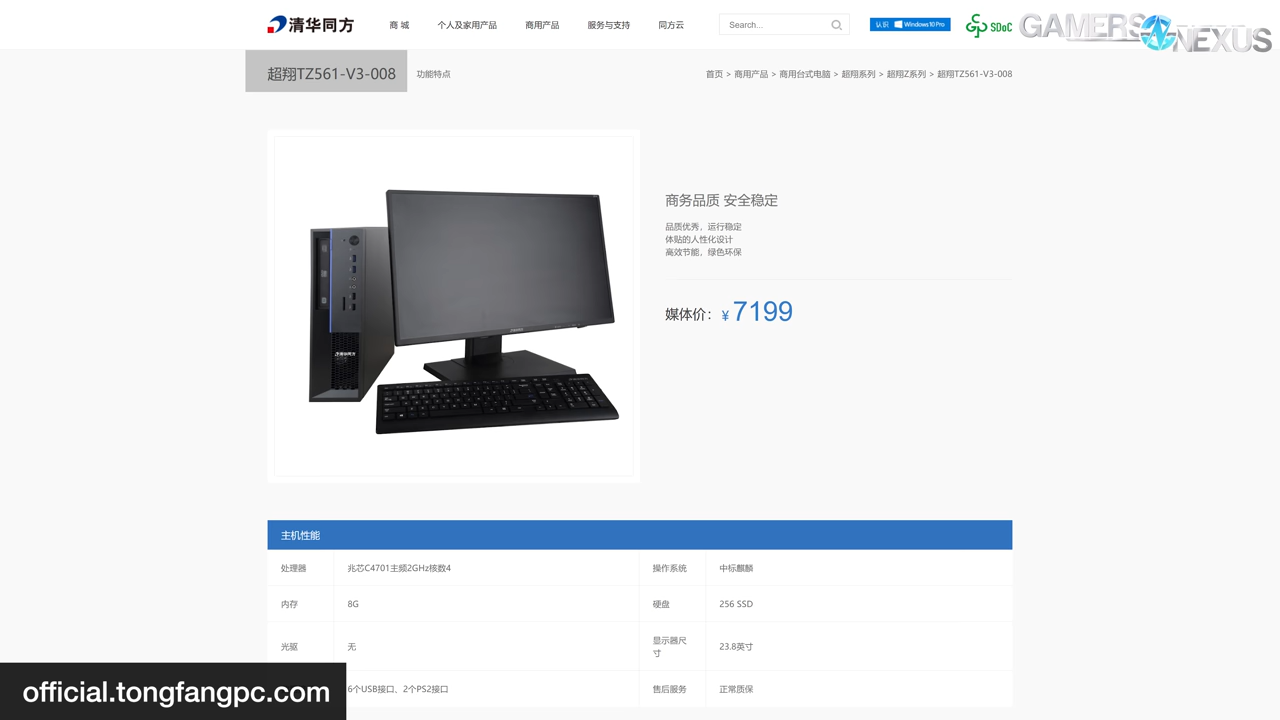 清华同方
商 城
个人及家用产品
商用产品
服务与支持
同方云
Search...
认识 Windows 10 Pro
SDoC
GAMERS NEXUS
超翔TZ561-V3-008
功能特点
首页 > 商用产品 > 商用台式电脑 > 超翔系列 > 超翔Z系列 > 超翔TZ561-V3-008
清华同方
商务品质 安全稳定
品质优秀，运行稳定
体贴的人性化设计
高效节能，绿色环保
媒体价：¥ 7199
主机性能
处理器 兆芯C4701主频2GHz核数4 操作系统 中标麒麟
内存 8G 硬盘 256 SSD
光驱 无 显示器尺寸 23.8英寸
6个USB接口、2个PS2接口 售后服务 正常质保
official.tongfangpc.com